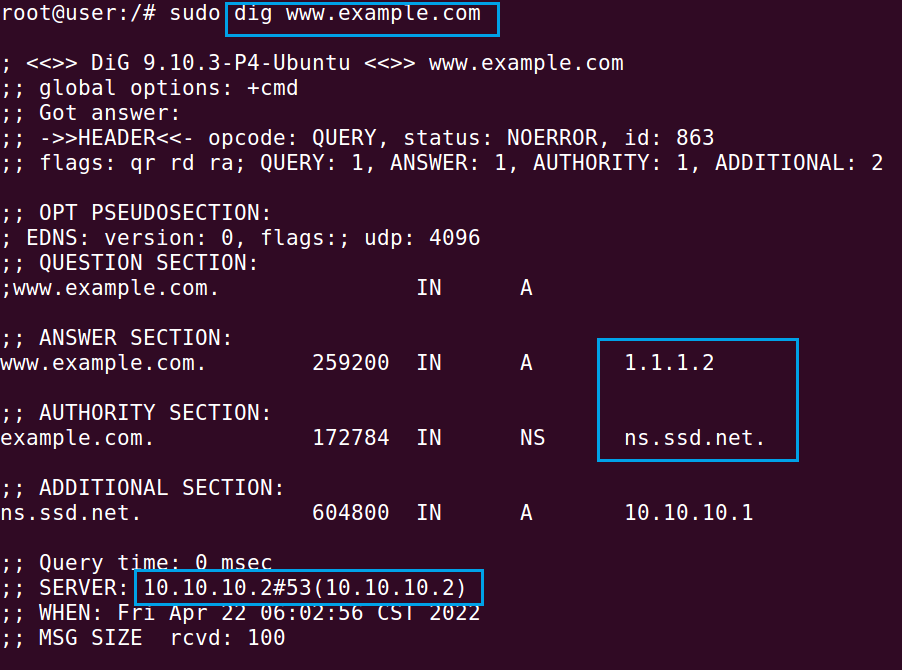 root@user:/# sudo dig www.example.com
; <<>> DiG 9.10.3-P4-Ubuntu <<>> www.example.com
;; global options: +cmd
;; Got answer:
;; ->>HEADER<<- opcode: QUERY, status: NOERROR, id: 863
;; flags: qr rd ra; QUERY: 1, ANSWER: 1, AUTHORITY: 1, ADDITIONAL: 2
;; OPT PSEUDOSECTION:
; EDNS: version: 0, flags:; udp: 4096
;; QUESTION SECTION:
;www.example.com. IN A
;; ANSWER SECTION:
www.example.com. 259200 IN A 1.1.1.2
;; AUTHORITY SECTION:
example.com. 172784 IN NS ns.ssd.net.
;; ADDITIONAL SECTION:
ns.ssd.net. 604800 IN A 10.10.10.1
;; Query time: 0 msec
;; SERVER: 10.10.10.2#53(10.10.10.2)
;; WHEN: Fri Apr 22 06:02:56 CST 2022
;; MSG SIZE rcvd: 100